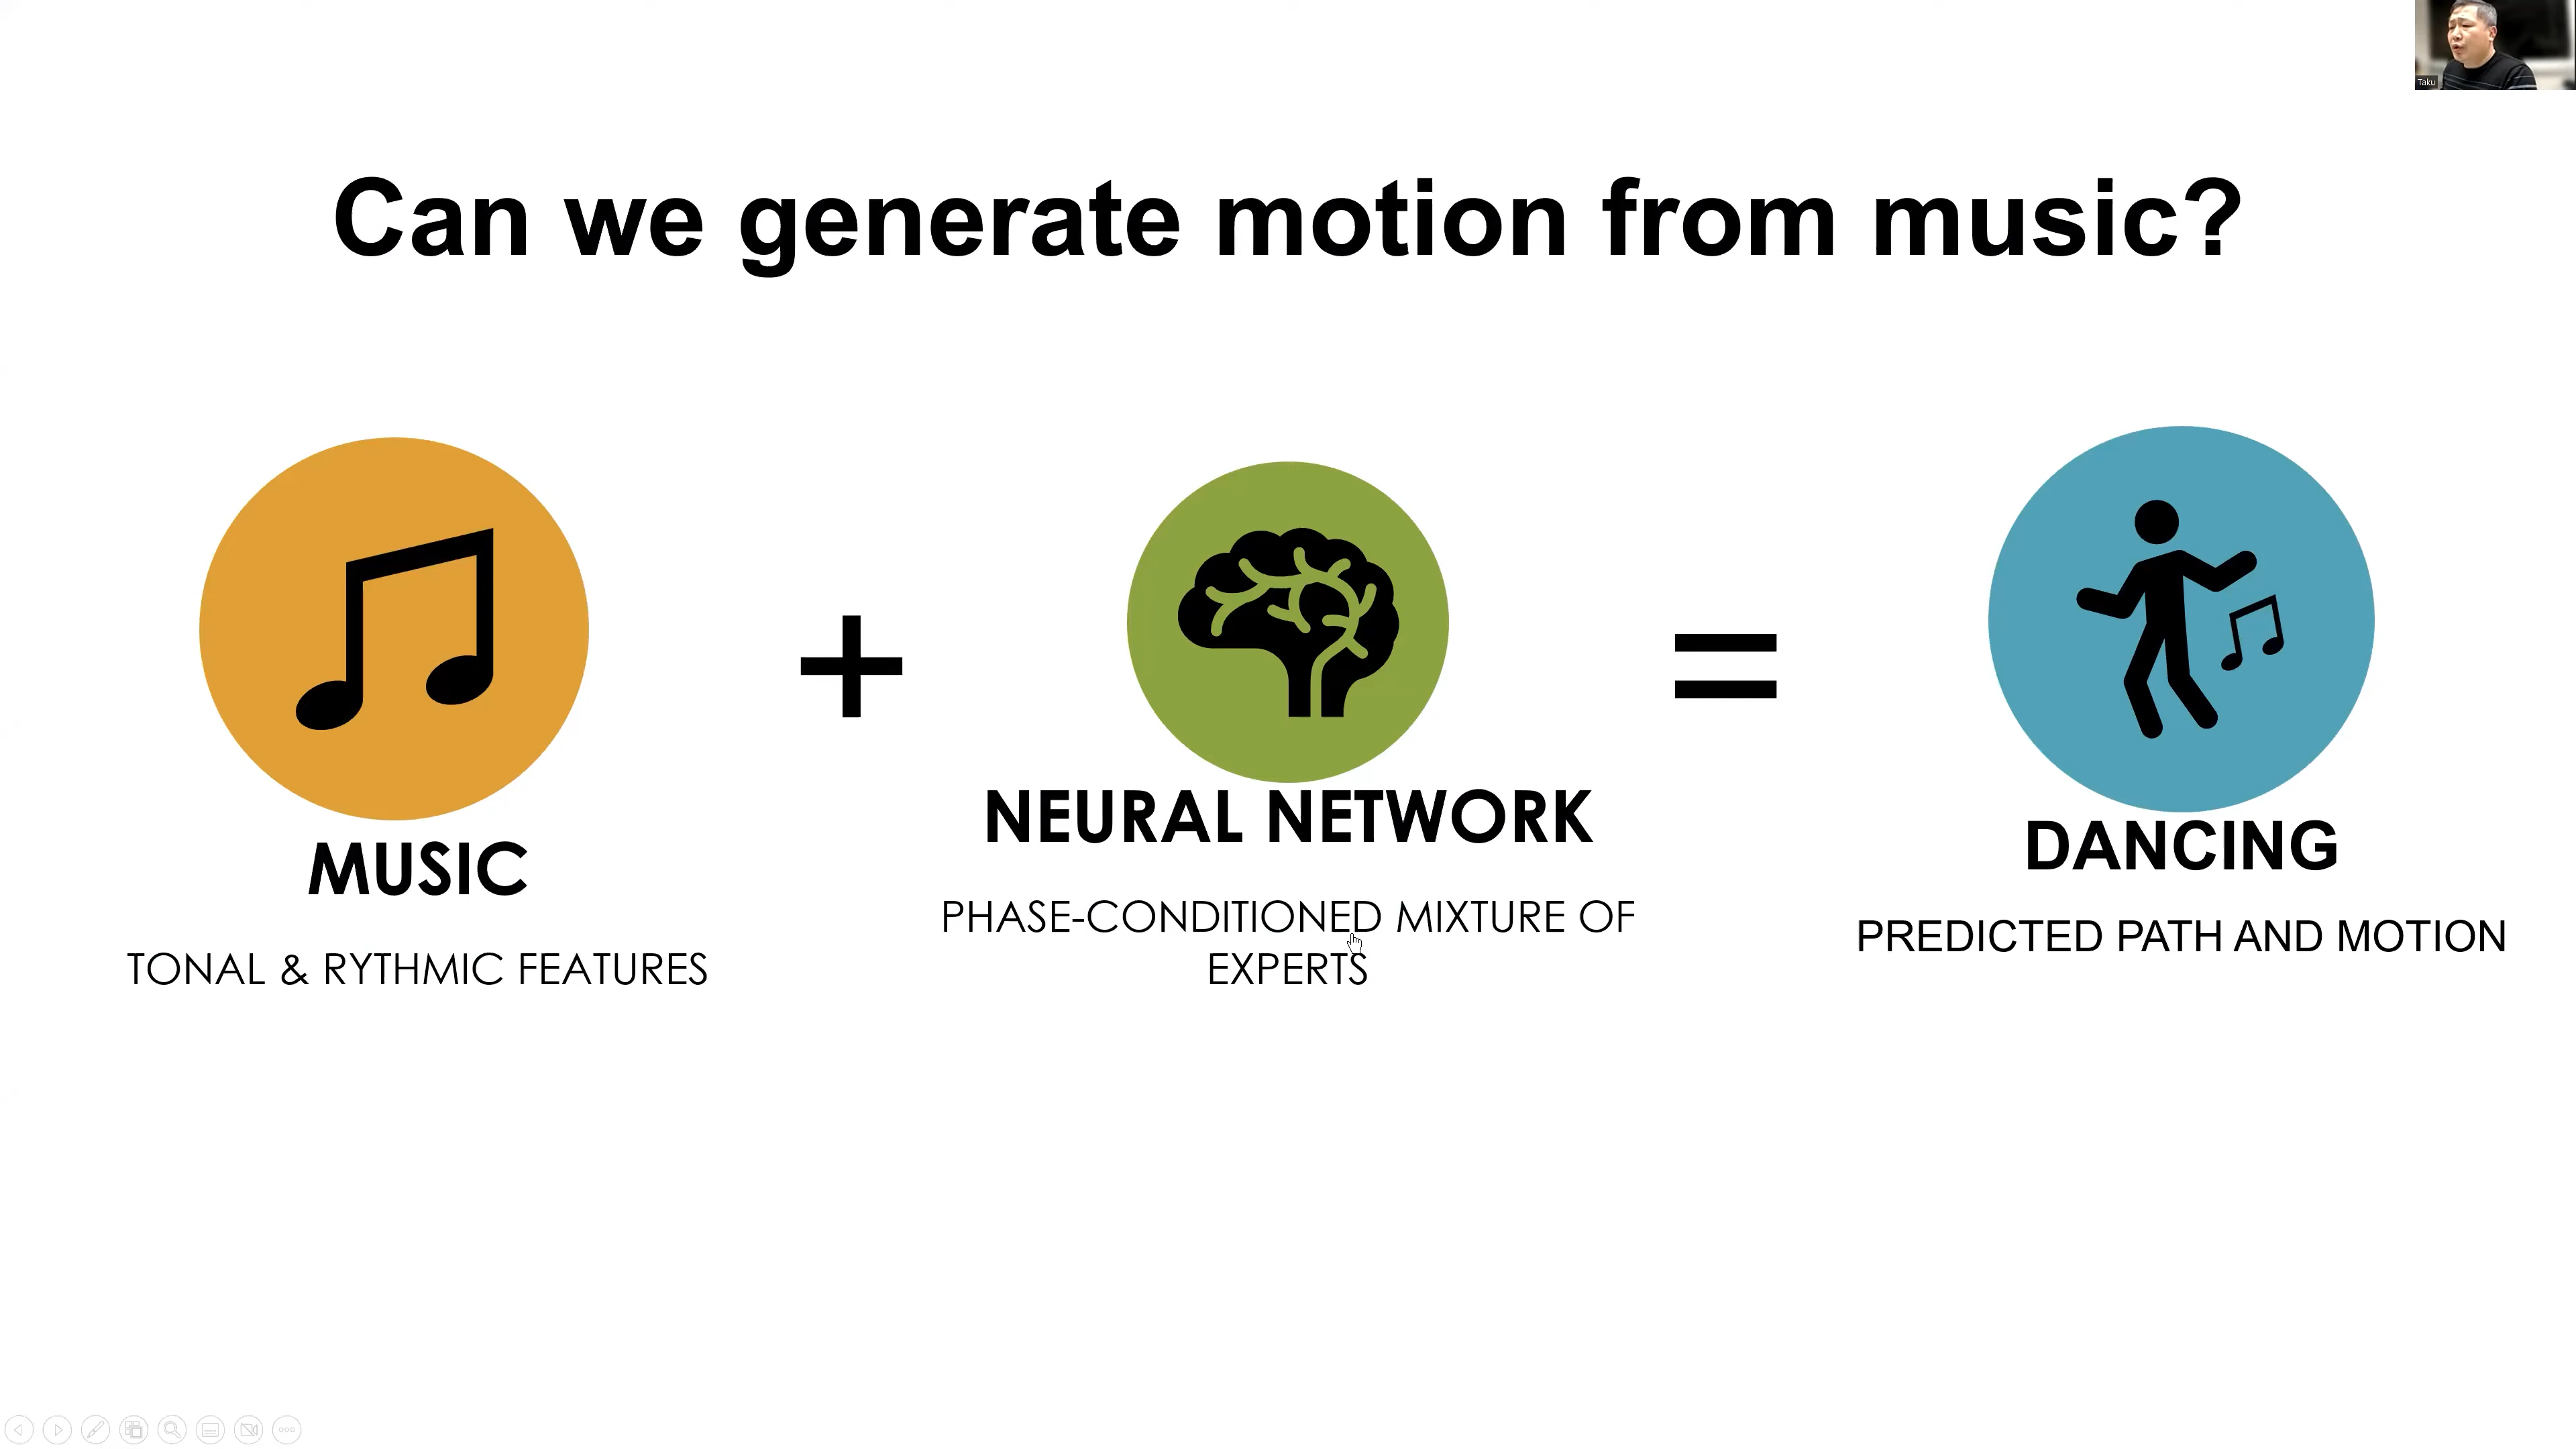 Taku
Can we generate motion from music?
MUSIC
TONAL & RYTHMIC FEATURES
+
NEURAL NETWORK
PHASE-CONDITIONED MIXTURE OF
EXPERTS
=
DANCING
PREDICTED PATH AND MOTION